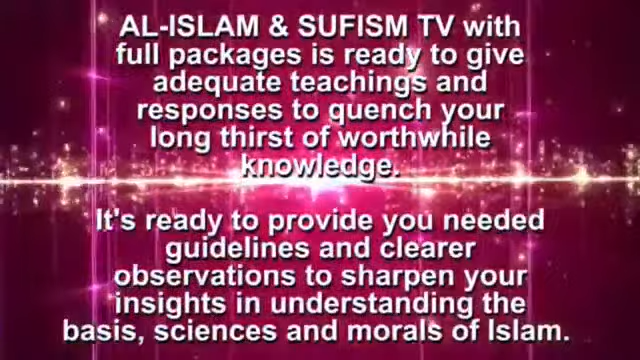 AL-ISLAM & SUFISM TV with
full packages is ready to give
adequate teachings and
responses to quench your
long thirst of worthwhile
knowledge.
It's ready to provide you needed
guidelines and clearer
observations to sharpen your
insights in understanding the
basis, sciences and morals of Islam.